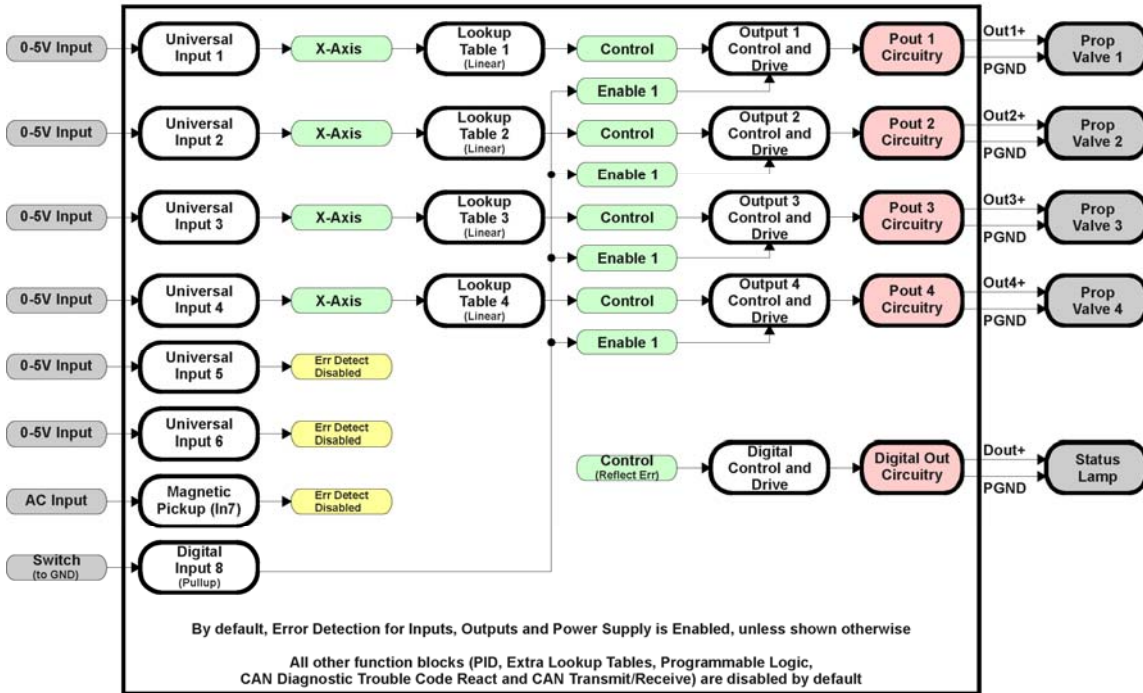 0-5V Input
Universal
Input 1
X-Axis
Lookup
Table 1
(Linear)
Control
Enable 1
Output 1
Control and
Drive
Pout 1
Circuitry
Out1+
PGND
Prop
Valve 1
0-5V Input
Universal
Input 2
X-Axis
Lookup
Table 2
(Linear)
Control
Enable 1
Output 2
Control and
Drive
Pout 2
Circuitry
Out2+
PGND
Prop
Valve 2
0-5V Input
Universal
Input 3
X-Axis
Lookup
Table 3
(Linear)
Control
Enable 1
Output 3
Control and
Drive
Pout 3
Circuitry
Out3+
PGND
Prop
Valve 3
0-5V Input
Universal
Input 4
X-Axis
Lookup
Table 4
(Linear)
Control
Enable 1
Output 4
Control and
Drive
Pout 4
Circuitry
Out4+
PGND
Prop
Valve 4
0-5V Input
Universal
Input 5
Err Detect
Disabled
0-5V Input
Universal
Input 6
Err Detect
Disabled
Control
(Reflect Err)
Digital
Control and
Drive
Digital Out
Circuitry
Dout+
PGND
Status
Lamp
AC Input
Magnetic
Pickup (In7)
Err Detect
Disabled
Switch
(to GND)
Digital
Input 8
(Pullup)
By default, Error Detection for Inputs, Outputs and Power Supply is Enabled, unless shown otherwise
All other function blocks (PID, Extra Lookup Tables, Programmable Logic,
CAN Diagnostic Trouble Code React and CAN Transmit/Receive) are disabled by default